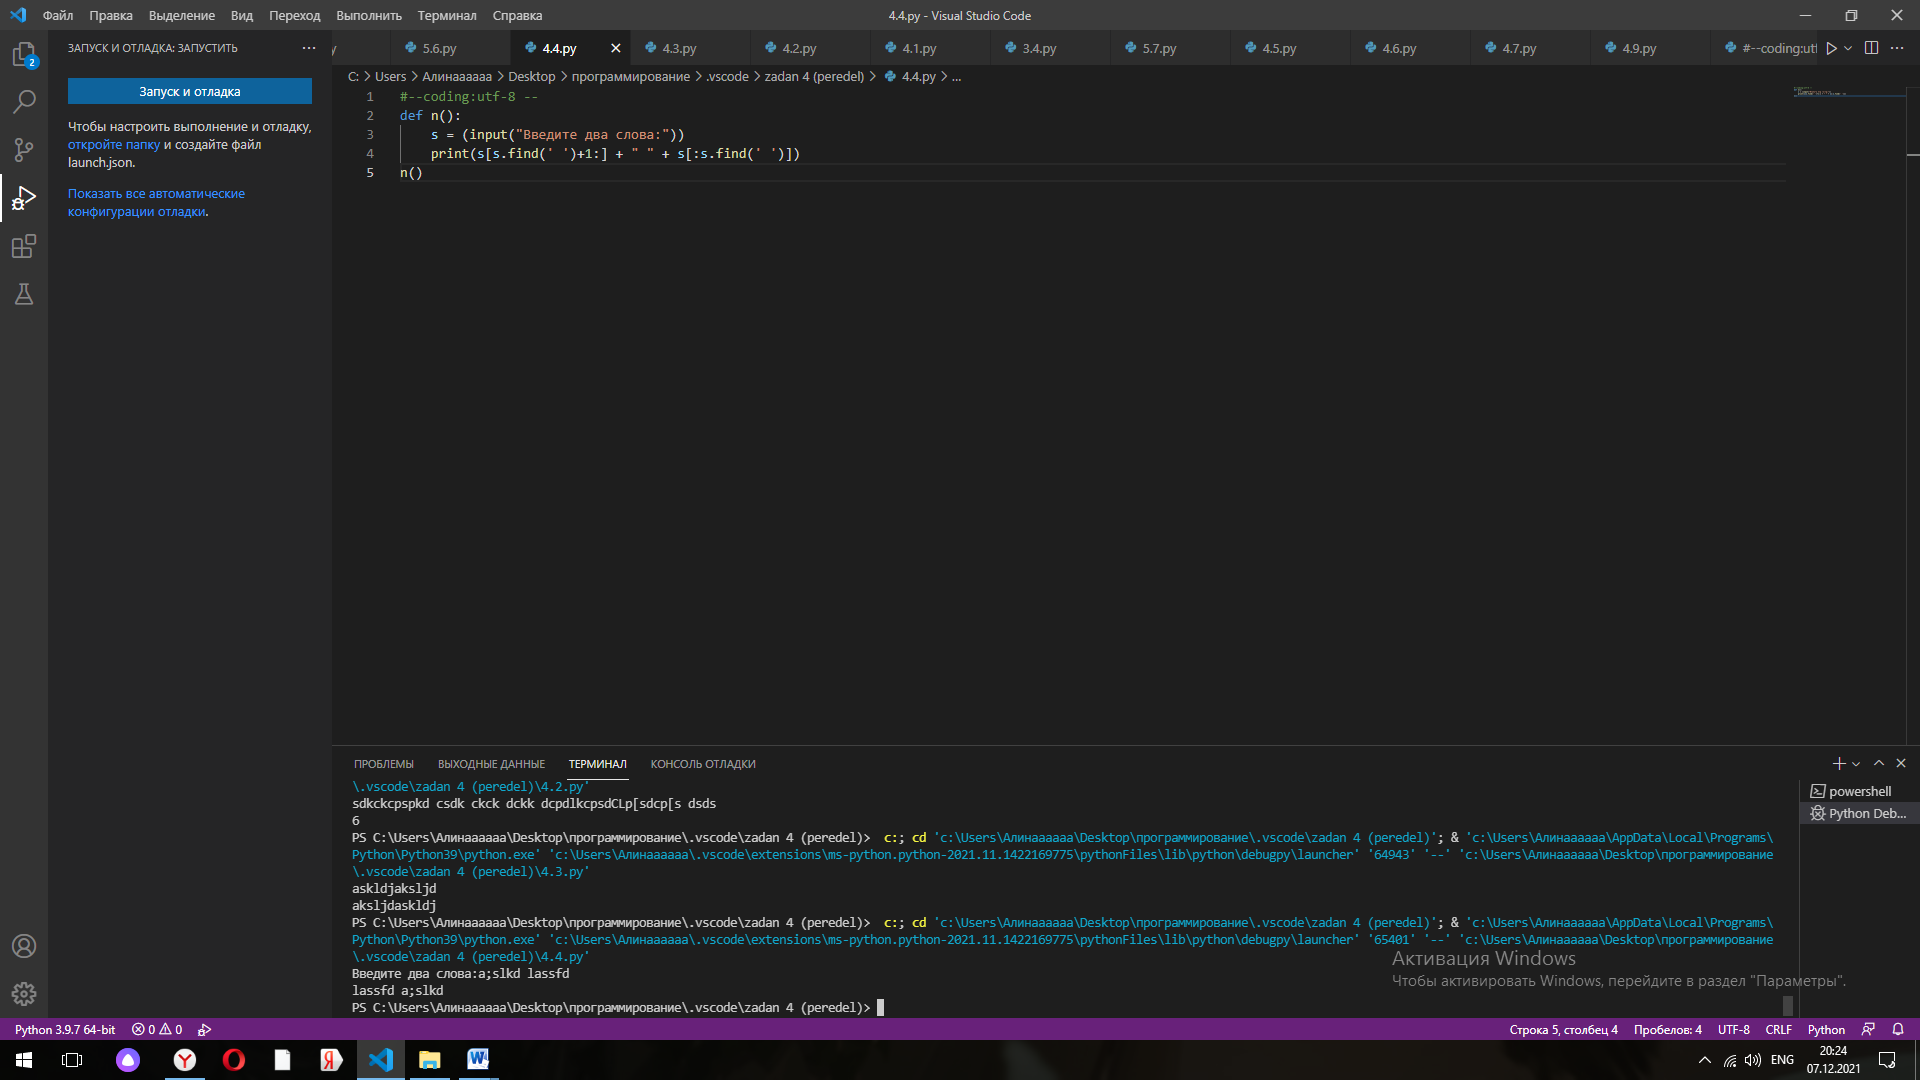 Файл Правка Выделение Вид Переход Выполнить Терминал Справка
4.4.py - Visual Studio Code
ЗАПУСК И ОТЛАДКА: ЗАПУСТИТЬ
5.6.py 4.4.py 4.3.py 4.2.py 4.1.py 3.4.py 5.7.py 4.5.py 4.6.py 4.7.py 4.9.py #--coding:utf
2
C: > Users > Алинаааааа > Desktop > программирование > .vscode > zadan 4 (peredel) > 4.4.py > ...
Запуск и отладка
Чтобы настроить выполнение и отладку,
откройте папку и создайте файл
launch.json.
Показать все автоматические
конфигурации отладки.
1 #--coding:utf-8 --
2 def n():
3 s = (input("Введите два слова:"))
4 print(s[s.find(' ')+1:] + " " + s[:s.find(' ')])
5 n()
ПРОБЛЕМЫ ВЫХОДНЫЕ ДАННЫЕ ТЕРМИНАЛ КОНСОЛЬ ОТЛАДКИ
\.vscode\zadan 4 (peredel)\4.2.py'
sdkckcpspkd csdk ckck dckk dcpdlkcpsdCLp[sdcp[s dsds
6
PS C:\Users\Алинаааааа\Desktop\программирование\.vscode\zadan 4 (peredel)> c:; cd 'c:\Users\Алинаааааа\Desktop\программирование\.vscode\zadan 4 (peredel)'; & 'c:\Users\Алинаааааа\AppData\Local\Programs\
Python\Python39\python.exe' 'c:\Users\Алинаааааа\.vscode\extensions\ms-python.python-2021.11.1422169775\pythonFiles\lib\python\debugpy\launcher' '64943' '--' 'c:\Users\Алинаааааа\Desktop\программирование
\.vscode\zadan 4 (peredel)\4.3.py'
askldjaksljd
aksljdaskldj
PS C:\Users\Алинаааааа\Desktop\программирование\.vscode\zadan 4 (peredel)> c:; cd 'c:\Users\Алинаааааа\Desktop\программирование\.vscode\zadan 4 (peredel)'; & 'c:\Users\Алинаааааа\AppData\Local\Programs\
Python\Python39\python.exe' 'c:\Users\Алинаааааа\.vscode\extensions\ms-python.python-2021.11.1422169775\pythonFiles\lib\python\debugpy\launcher' '65401' '--' 'c:\Users\Алинаааааа\Desktop\программирование
\.vscode\zadan 4 (peredel)\4.4.py'
Введите два слова:a;slkd lassfd
lassfd a;slkd
PS C:\Users\Алинаааааа\Desktop\программирование\.vscode\zadan 4 (peredel)>
powershell
Python Deb...
Активация Windows
Чтобы активировать Windows, перейдите в раздел "Параметры".
Python 3.9.7 64-bit 0 0 Строка 5, столбец 4 Пробелов: 4 UTF-8 CRLF Python
ENG
20:24
07.12.2021